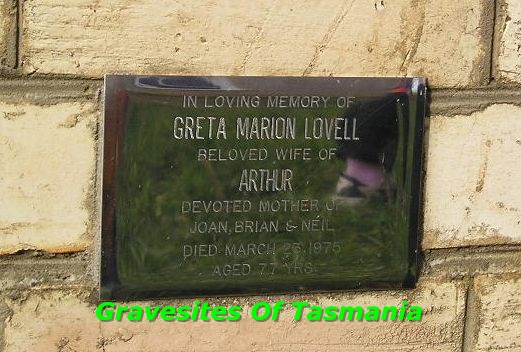 IN LOVING MEMORY OF
GRETA MARION LOVELL
BELOVED WIFE OF
ARTHUR
DEVOTED MOTHER OF
JOAN, BRIAN & NEIL
DIED MARCH 23, 1975
AGED 77 YRS.
Gravesites Of Tasmania